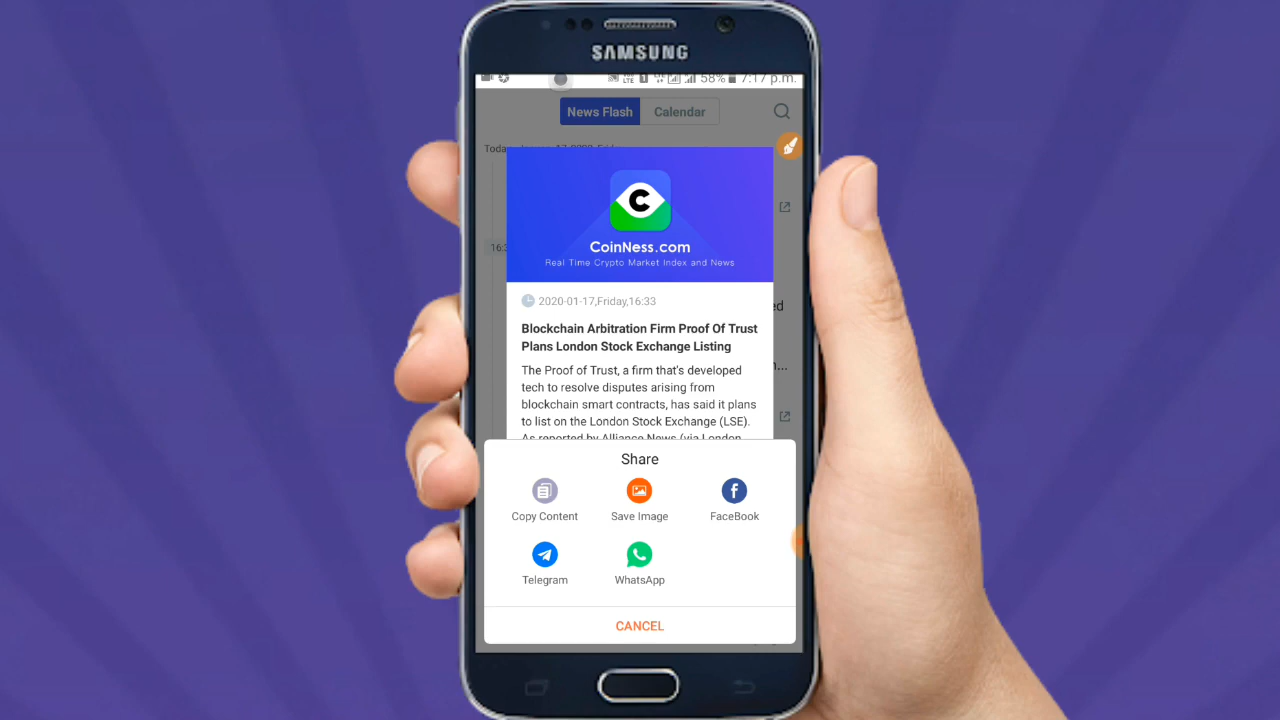 SAMSUNG
58% 7:17 p.m.
News Flash
Calendar
CoinNess.com
Real Time Crypto Market Index and News
2020-01-17,Friday,16:33
Blockchain Arbitration Firm Proof Of Trust
Plans London Stock Exchange Listing
The Proof of Trust, a firm that's developed
tech to resolve disputes arising from
blockchain smart contracts, has said it plans
to list on the London Stock Exchange (LSE).
As reported by Alliance News (via London
Share
Copy Content
Save Image
FaceBook
Telegram
WhatsApp
CANCEL